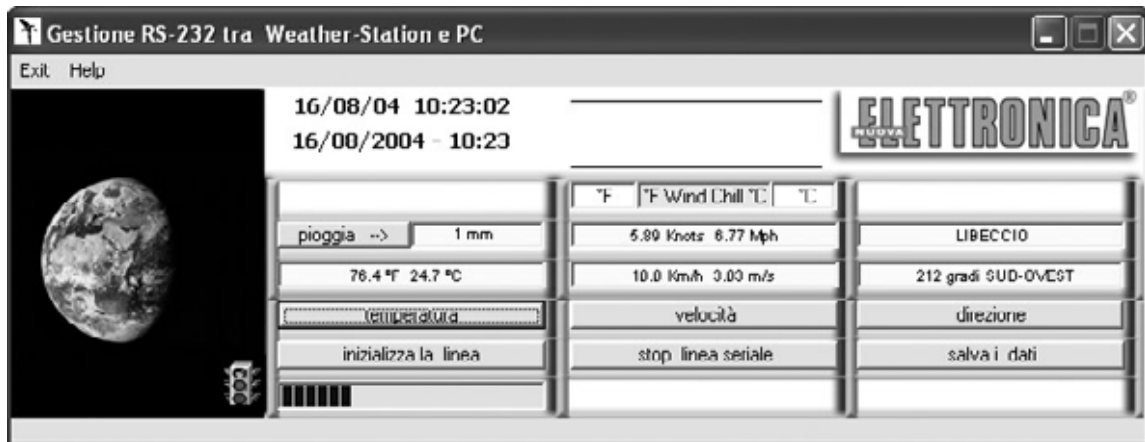 Gestione RS-232 tra Weather-Station e PC
Exit Help
16/08/04 10:23:02
16/08/2004 - 10:23
NUOVA ELETTRONICA®
°F °F Wind Chill °C °C
pioggia --> 1 mm 5.89 Knots 6.77 Mph LIBECCIO
76.4 °F 24.7 °C 10.0 Km/h 3.03 m/s 212 gradi SUD-OVEST
temperatura velocità direzione
inizializza la linea stop linea seriale salva i dati